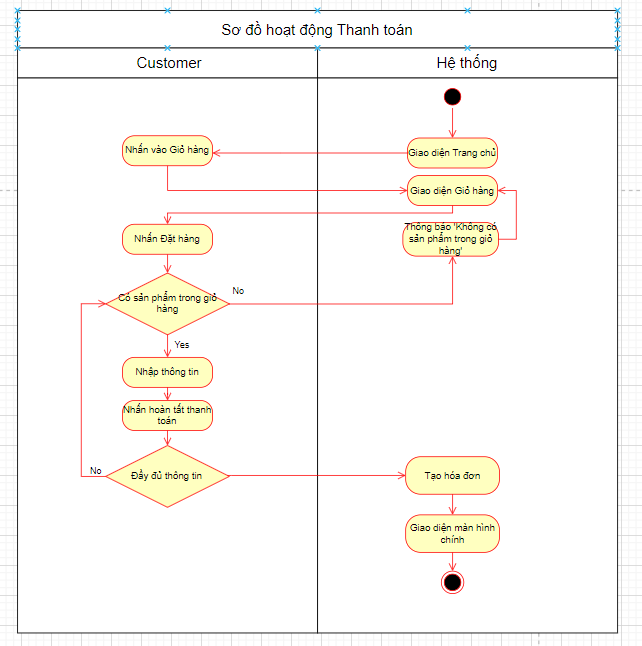 Sơ đồ hoạt động Thanh toán
Customer
Hệ thống
Nhấn vào Giỏ hàng
Giao diện Trang chủ
Giao diện Giỏ hàng
Nhấn Đặt hàng
Thông báo 'Không có
sản phẩm trong giỏ
hàng'
Có sản phẩm trong giỏ
hàng
No
Yes
Nhập thông tin
Nhấn hoàn tất thanh
toán
No
Đầy đủ thông tin
Tạo hóa đơn
Giao diện màn hình
chính